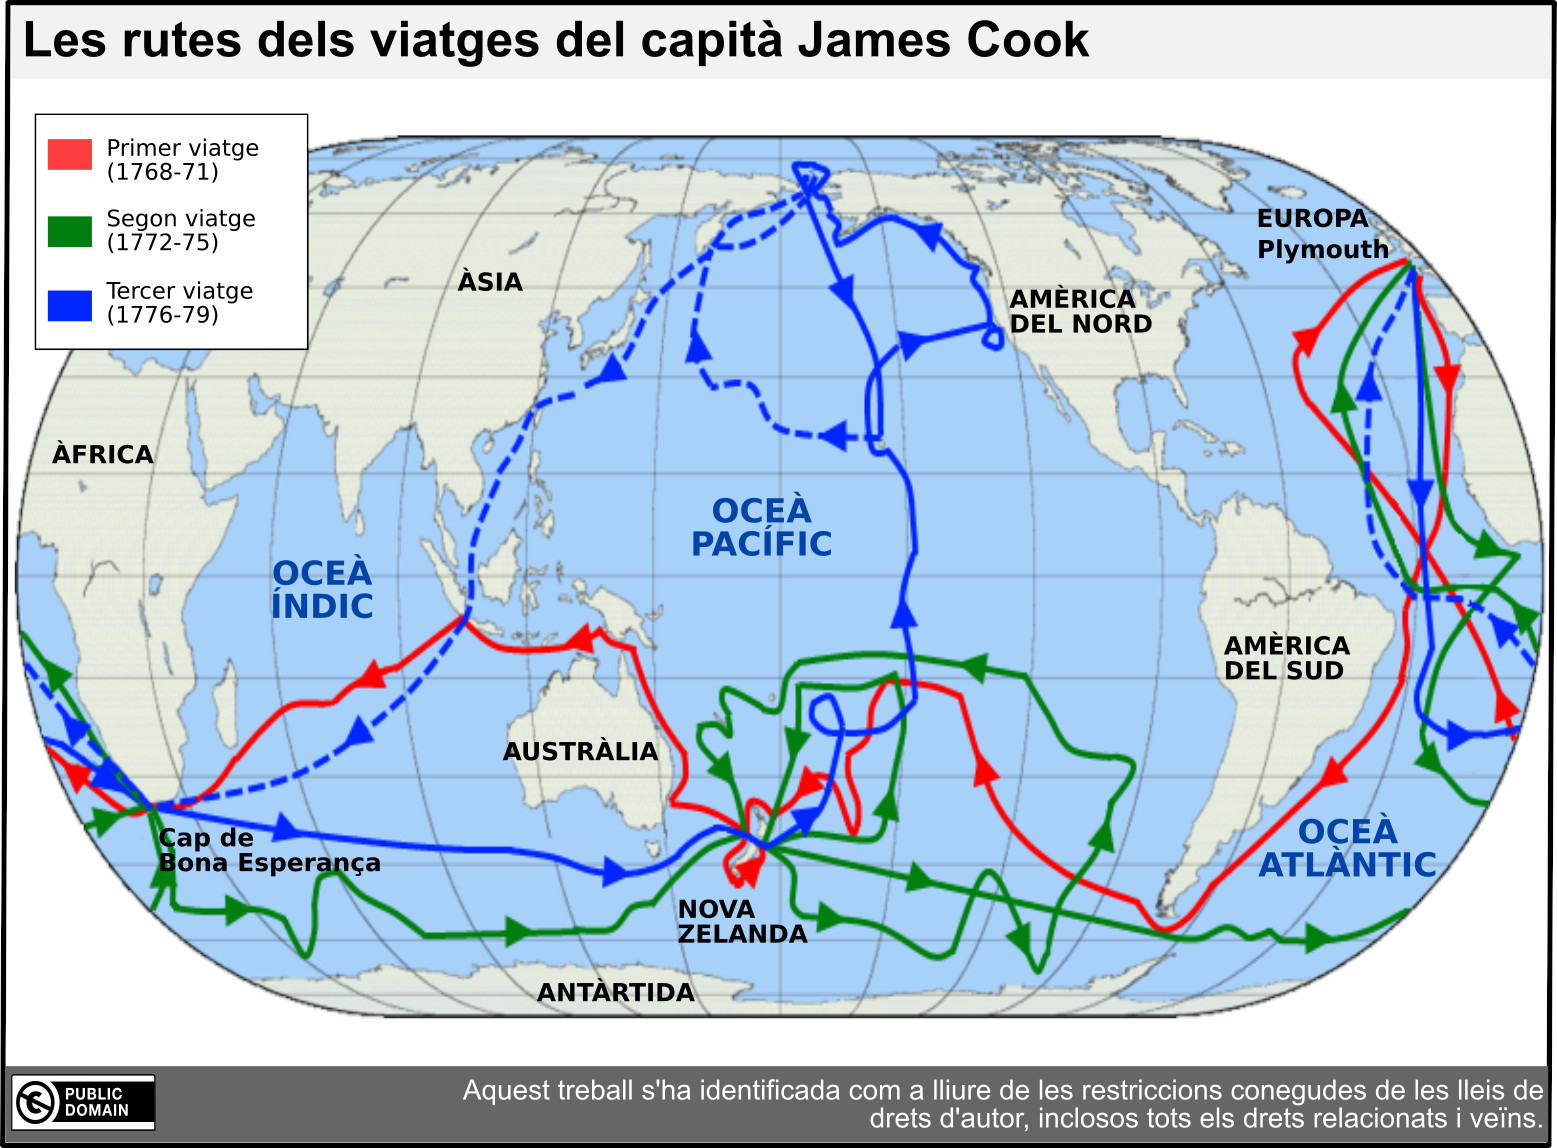 Les rutes dels viatges del capità James Cook
Primer viatge
(1768-71)
Segon viatge
(1772-75)
Tercer viatge
(1776-79)
EUROPA
Plymouth
ÀSIA
AMÈRICA
DEL NORD
ÀFRICA
OCEÀ
PACÍFIC
OCEÀ
ÍNDIC
AMÈRICA
DEL SUD
AUSTRÀLIA
Cap de
Bona Esperança
OCEÀ
ATLÀNTIC
NOVA
ZELANDA
ANTÀRTIDA
PUBLIC
DOMAIN
Aquest treball s'ha identificada com a lliure de les restriccions conegudes de les lleis de
drets d'autor, inclosos tots els drets relacionats i veïns.